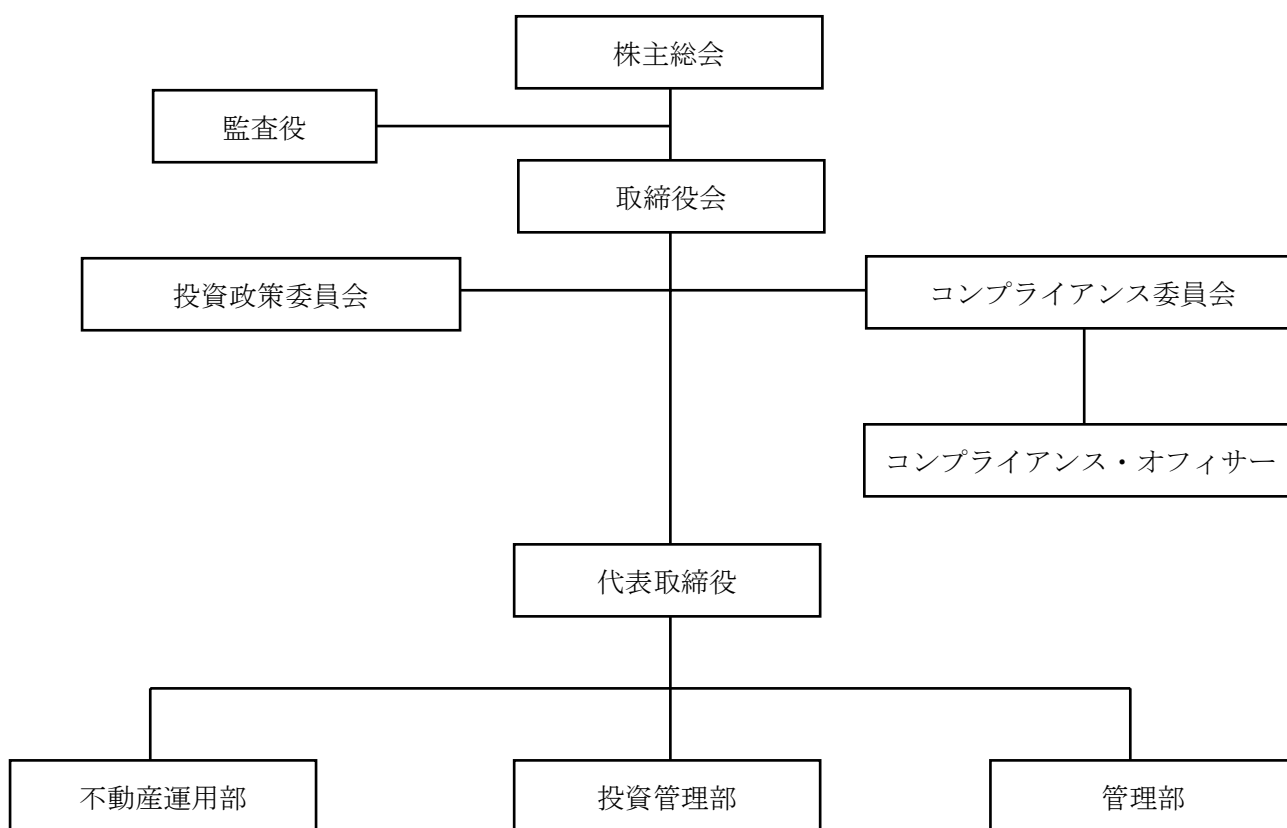 株主総会
監査役
取締役会
投資政策委員会
コンプライアンス委員会
コンプライアンス・オフィサー
代表取締役
不動産運用部
投資管理部
管理部